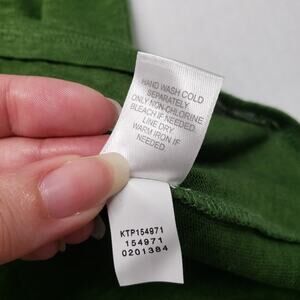 HAND WASH COLD
SEPARATELY.
ONLY NON-CHLORINE
BLEACH IF NEEDED.
LINE DRY.
WARM IRON IF
NEEDED
KTP154971
154971
0201384